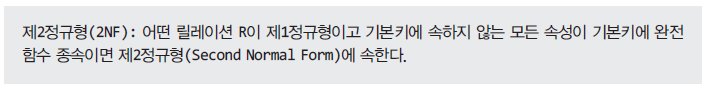 제2정규형(2NF): 어떤 릴레이션 R이 제1정규형이고 기본키에 속하지 않는 모든 속성이 기본키에 완전
함수 종속이면 제2정규형(Second Normal Form)에 속한다.